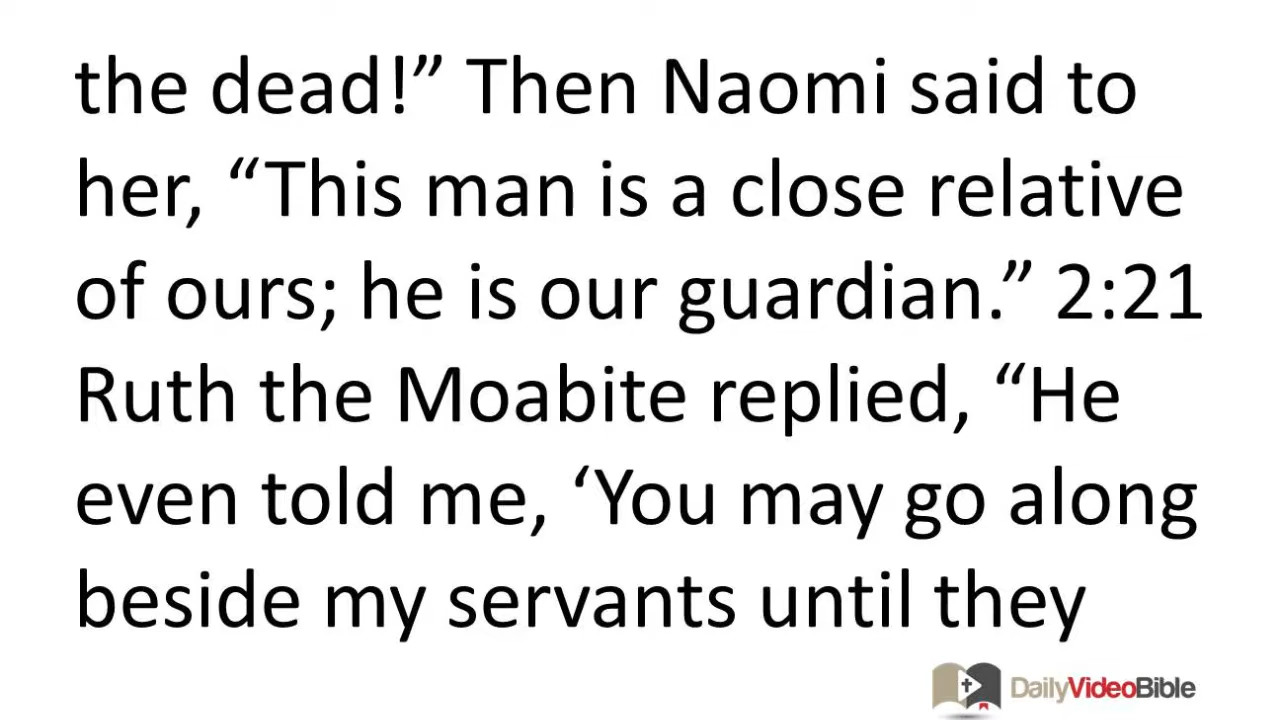 the dead!” Then Naomi said to
her, “This man is a close relative
of ours; he is our guardian.” 2:21
Ruth the Moabite replied, “He
even told me, ‘You may go along
beside my servants until they
DailyVideoBible